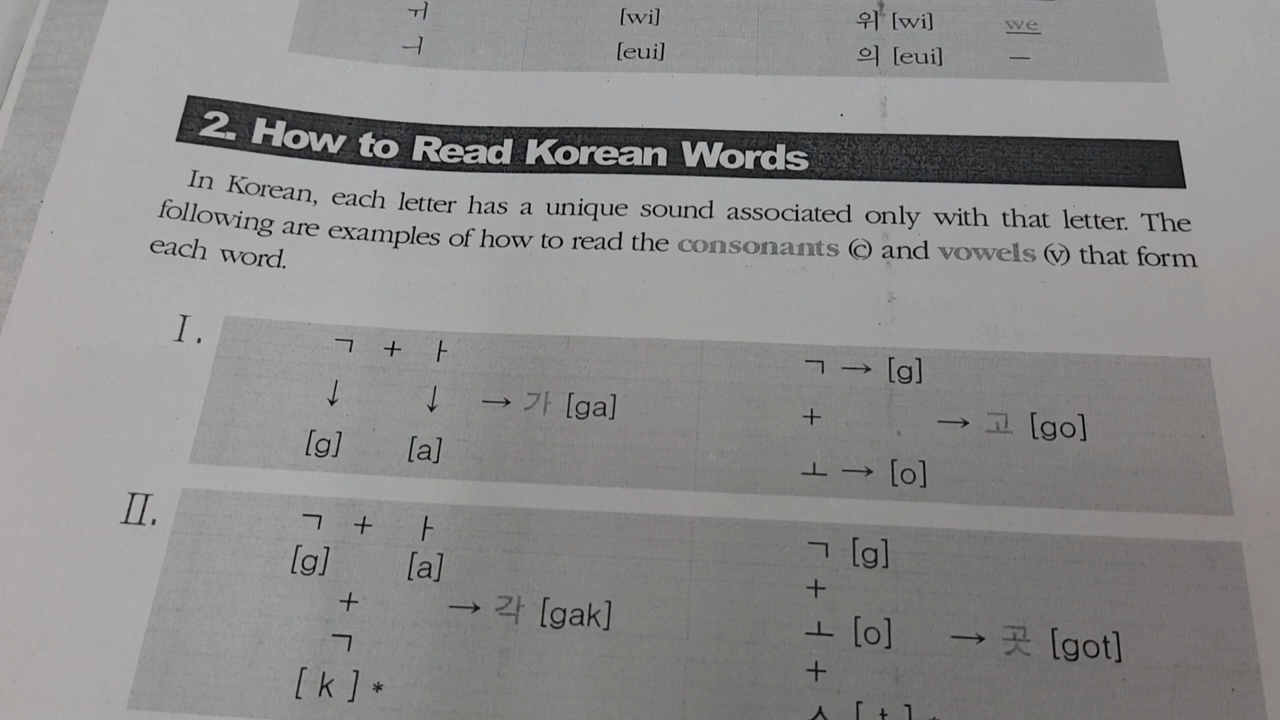 ㅟ [wi] 위 [wi] we
ㅢ [eui] 의 [eui] —
2. How to Read Korean Words
In Korean, each letter has a unique sound associated only with that letter. The
following are examples of how to read the consonants ⓒ and vowels ⓥ that form
each word.
I.
ㄱ + ㅏ
↓ ↓ → 가 [ga]
[g] [a]
ㄱ → [g]
+ → 고 [go]
ㅗ → [o]
II.
ㄱ + ㅏ
[g] [a]
+ → 각 [gak]
ㄱ
[ k ] *
ㄱ [g]
+
ㅗ [o] → 곳 [got]
+
ㅅ [ t ] *